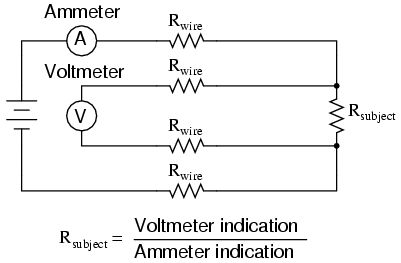 Ammeter
A
Rwire
Voltmeter
Rwire
V
Rsubject
Rwire
Rwire
Rsubject = Voltmeter indication
Ammeter indication